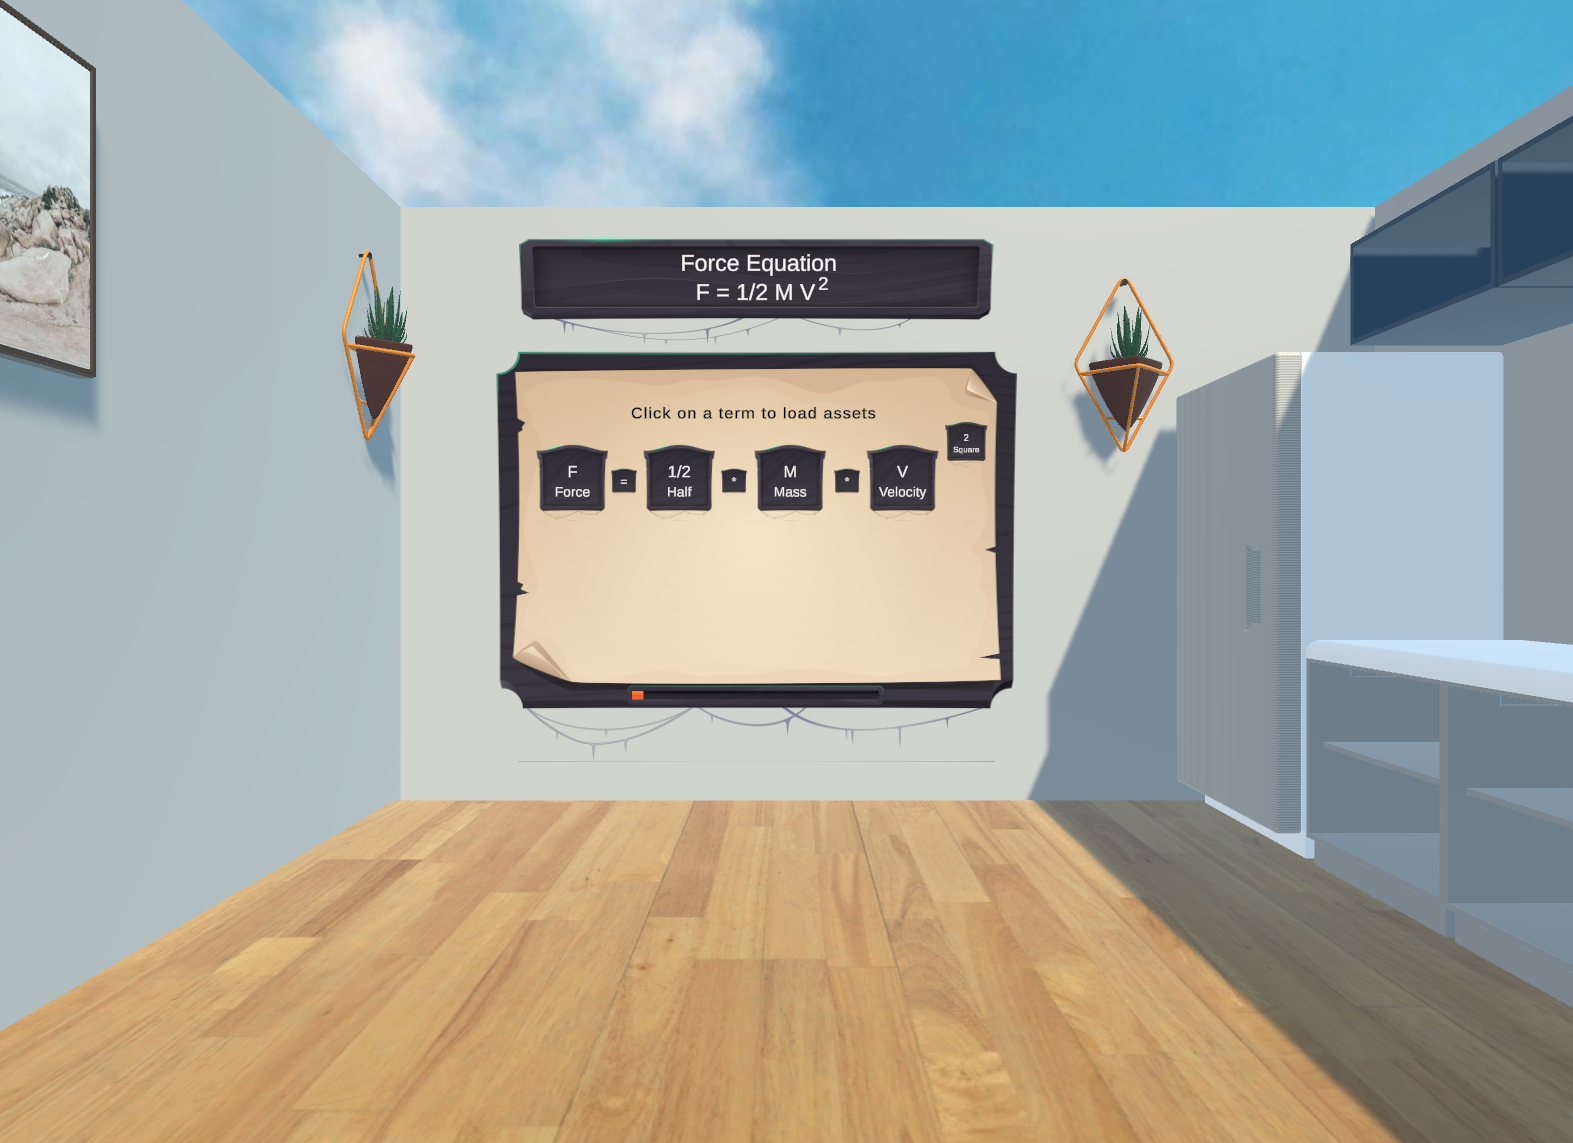 Force Equation
F = 1/2 M V²
Click on a term to load assets
2
Square
F = 1/2 * M * V
Force Half Mass Velocity